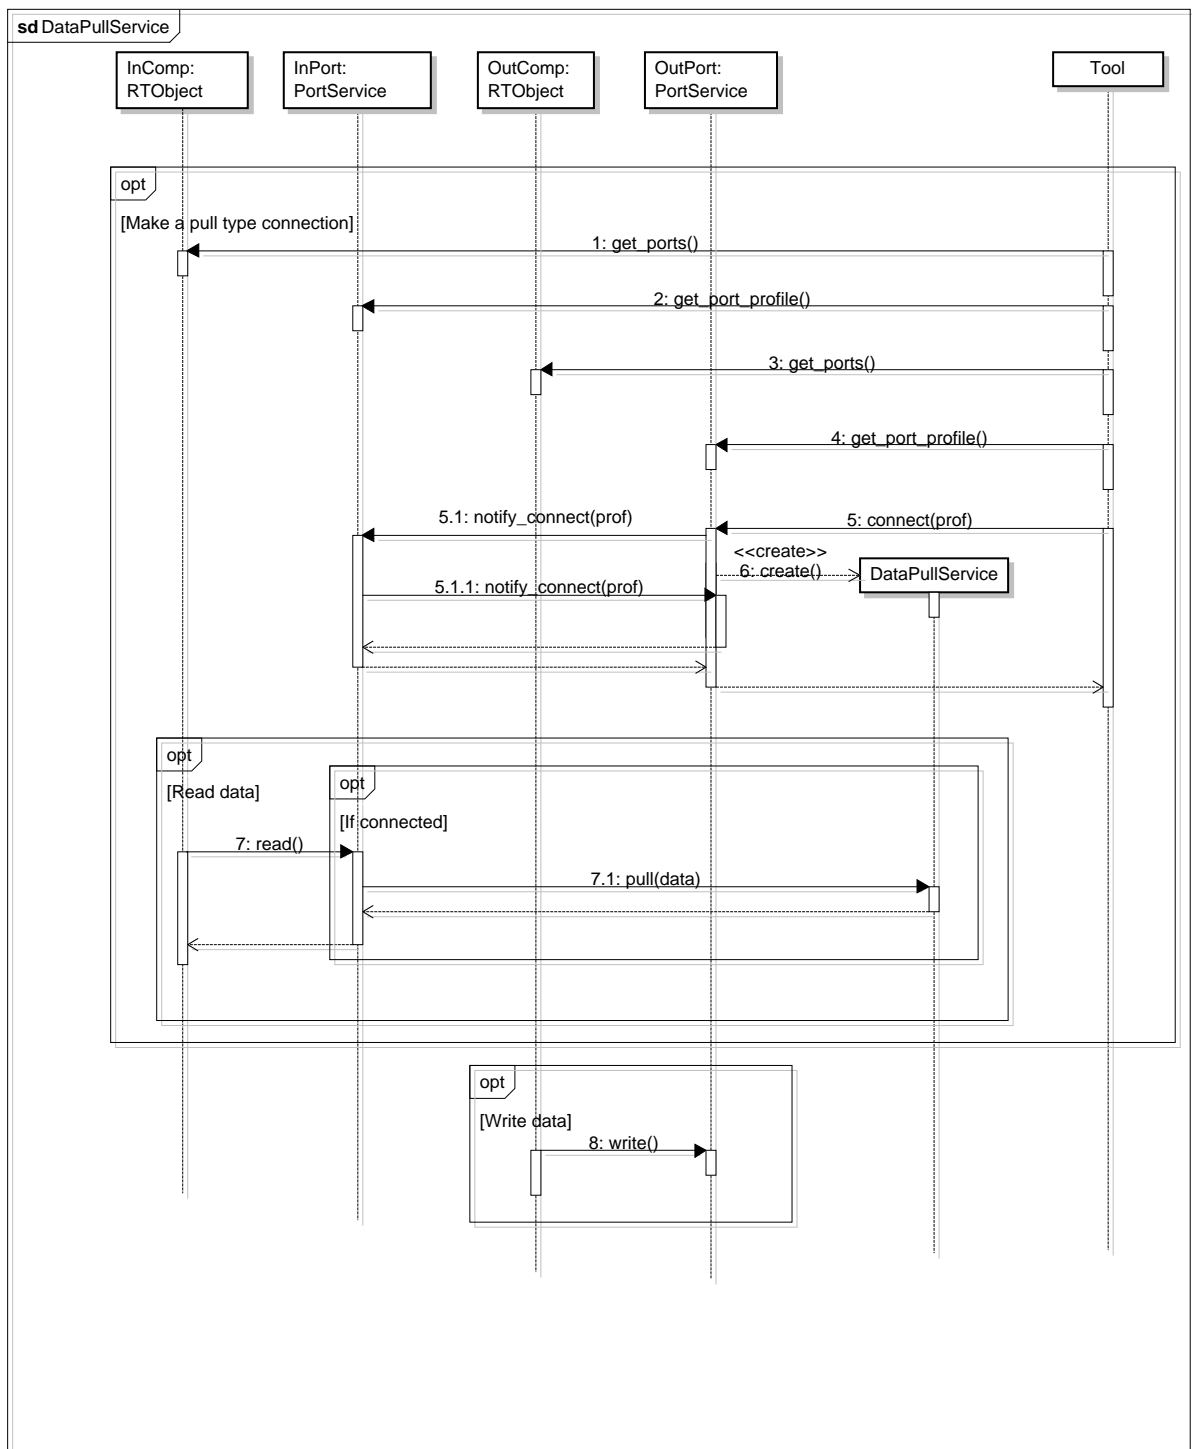 sd DataPullService
InComp:
RTObject
InPort:
PortService
OutComp:
RTObject
OutPort:
PortService
Tool
opt
[Make a pull type connection]
1: get_ports()
2: get_port_profile()
3: get_ports()
4: get_port_profile()
5.1: notify_connect(prof)
5: connect(prof)
<<create>>
6: create()
DataPullService
5.1.1: notify_connect(prof)
opt
[Read data]
opt
[If connected]
7: read()
7.1: pull(data)
opt
[Write data]
8: write()